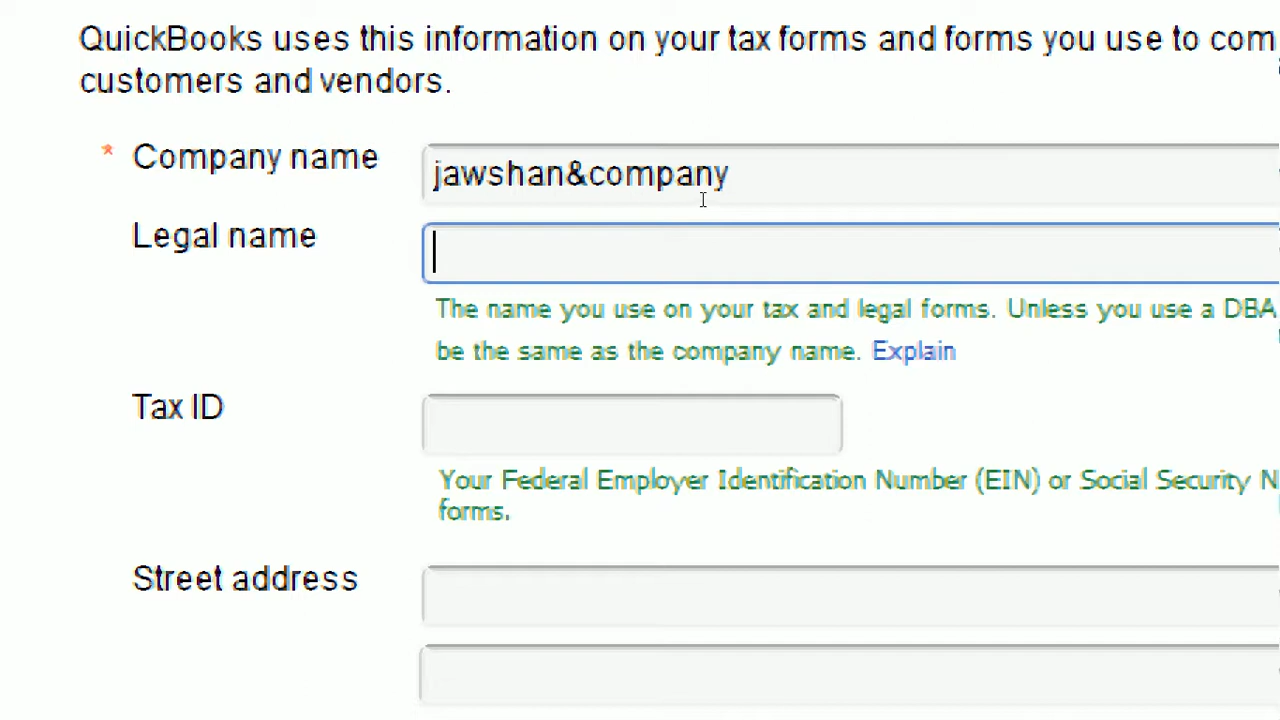 QuickBooks uses this information on your tax forms and forms you use to com
customers and vendors.
* Company name
jawshan&company
Legal name
The name you use on your tax and legal forms. Unless you use a DBA
be the same as the company name. Explain
Tax ID
Your Federal Employer Identification Number (EIN) or Social Security N
forms.
Street address